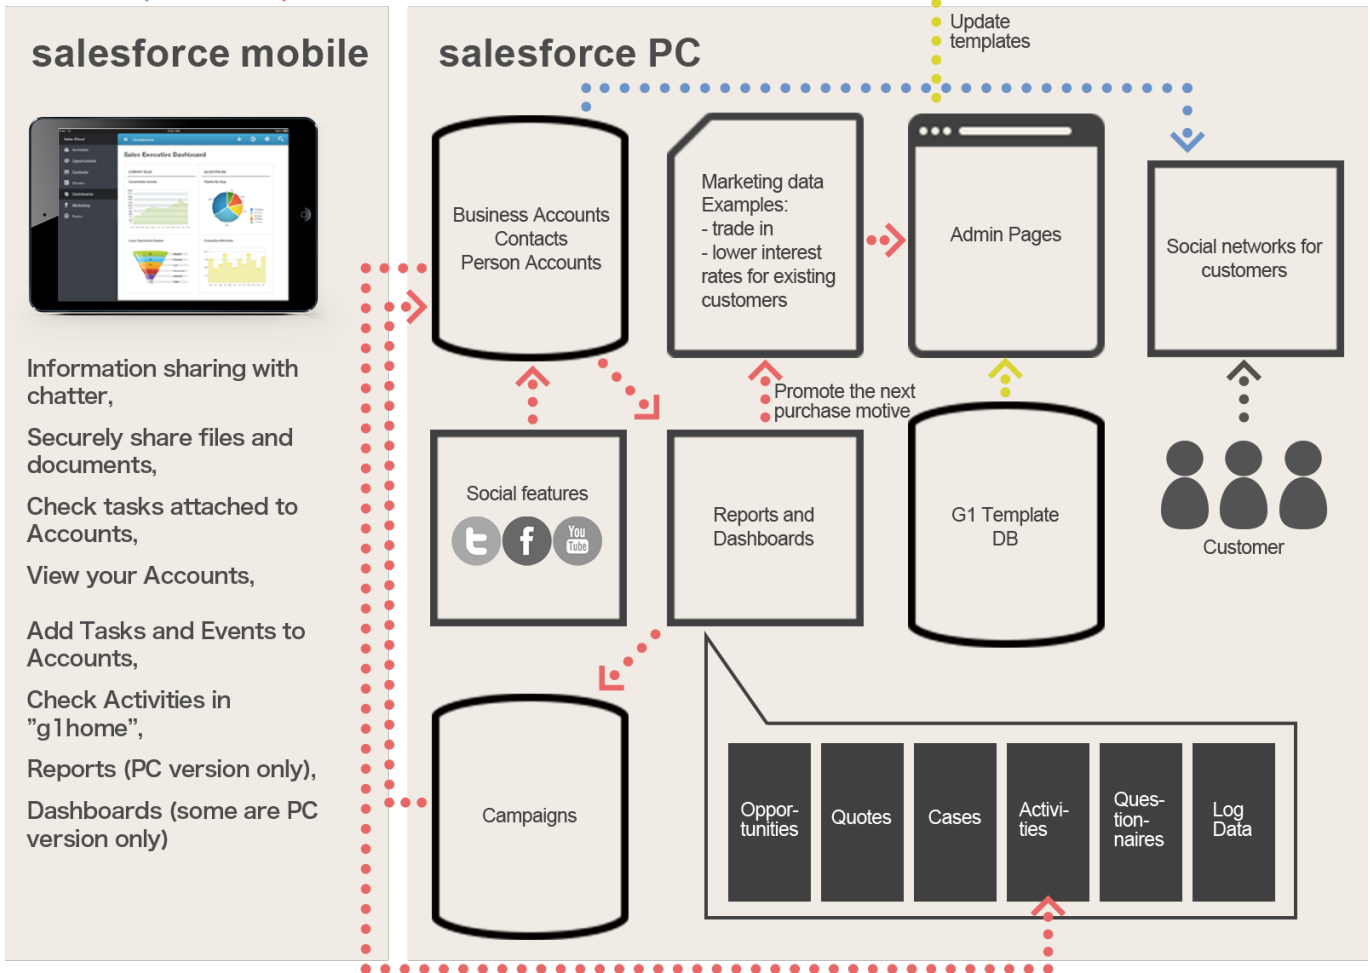 salesforce mobile
Sales Executive Dashboard
Information sharing with
chatter,
Securely share files and
documents,
Check tasks attached to
Accounts,
View your Accounts,
Add Tasks and Events to
Accounts,
Check Activities in
”g1home”,
Reports (PC version only),
Dashboards (some are PC
version only)
salesforce PC
Update
templates
Business Accounts
Contacts
Person Accounts
Marketing data
Examples:
- trade in
- lower interest
rates for existing
customers
Admin Pages
Social networks for
customers
Promote the next
purchase motive
Social features
t
f
You
Tube
Reports and
Dashboards
G1 Template
DB
Customer
Campaigns
Oppor-
tunities
Quotes
Cases
Activi-
ties
Ques-
tion-
naires
Log
Data